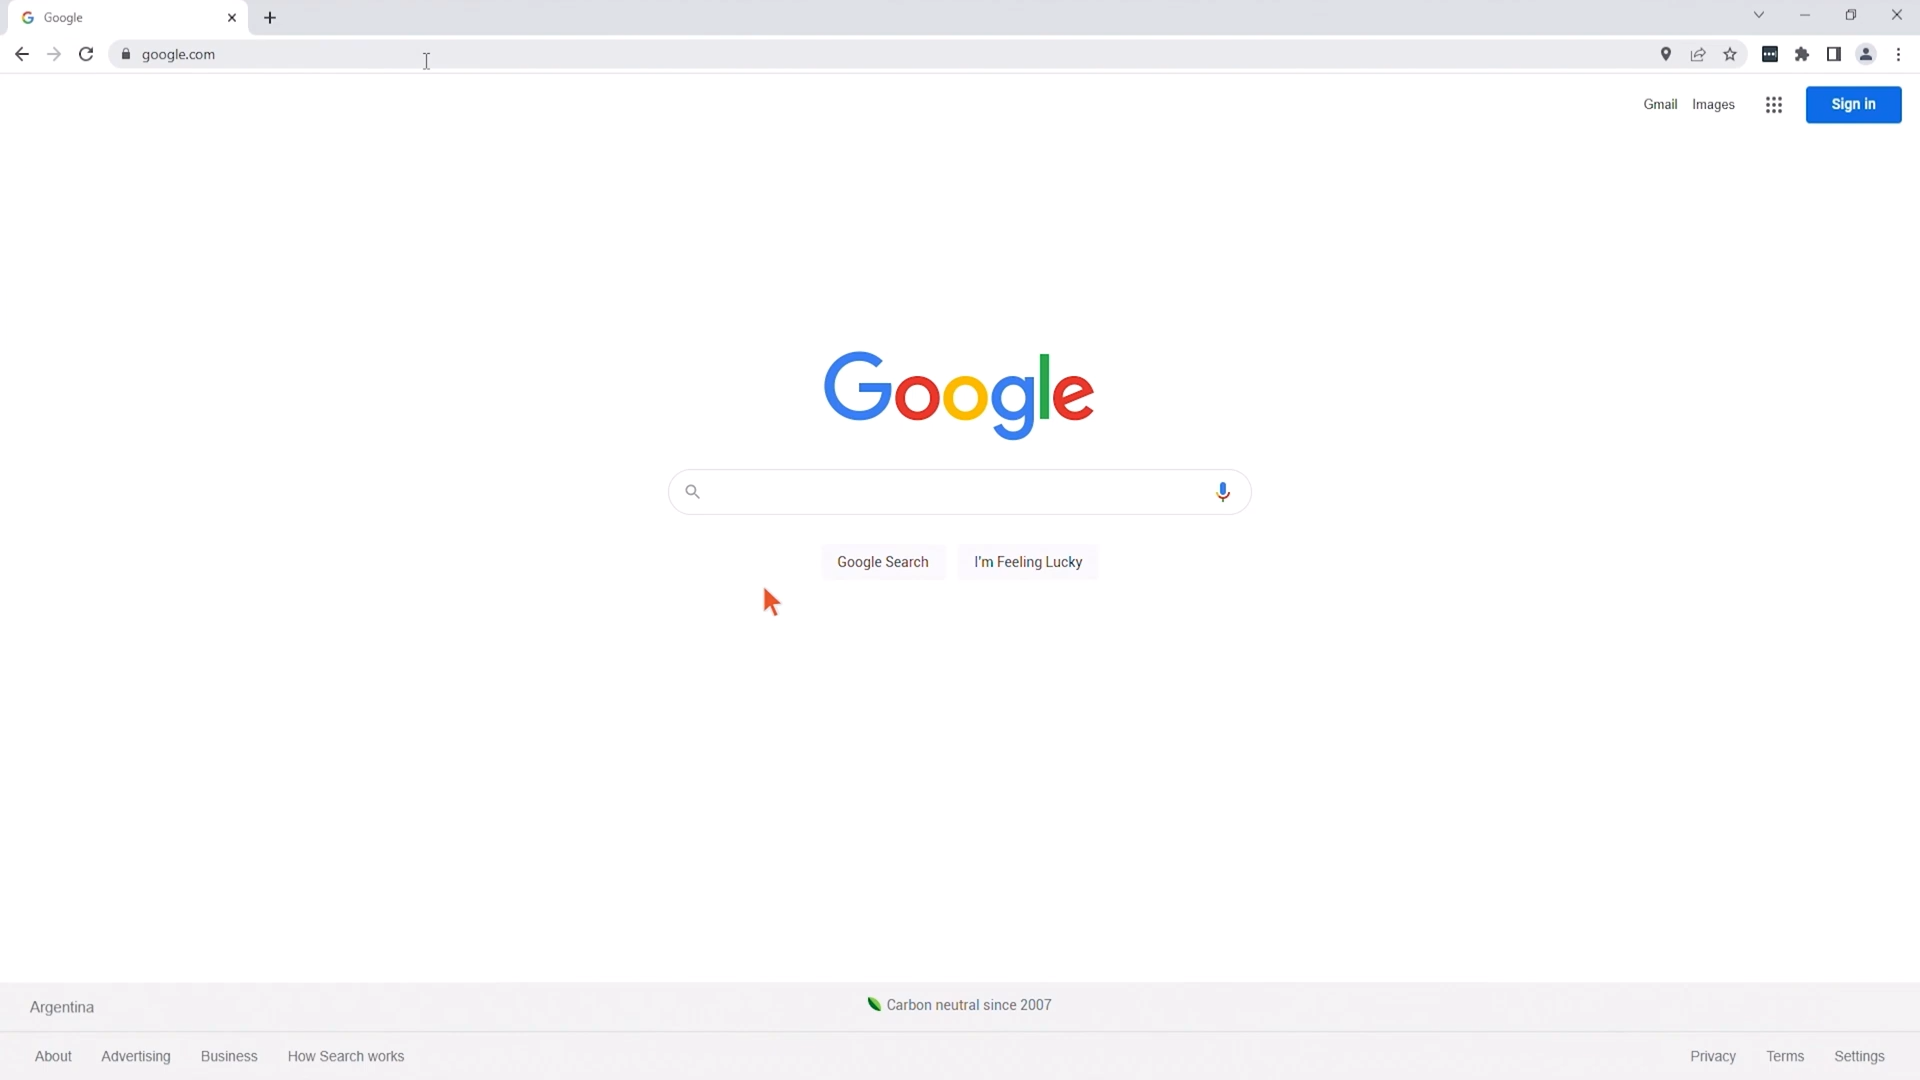 Google
google.com
Gmail Images Sign in
Google
Google Search I'm Feeling Lucky
Argentina
Carbon neutral since 2007
About Advertising Business How Search works
Privacy Terms Settings